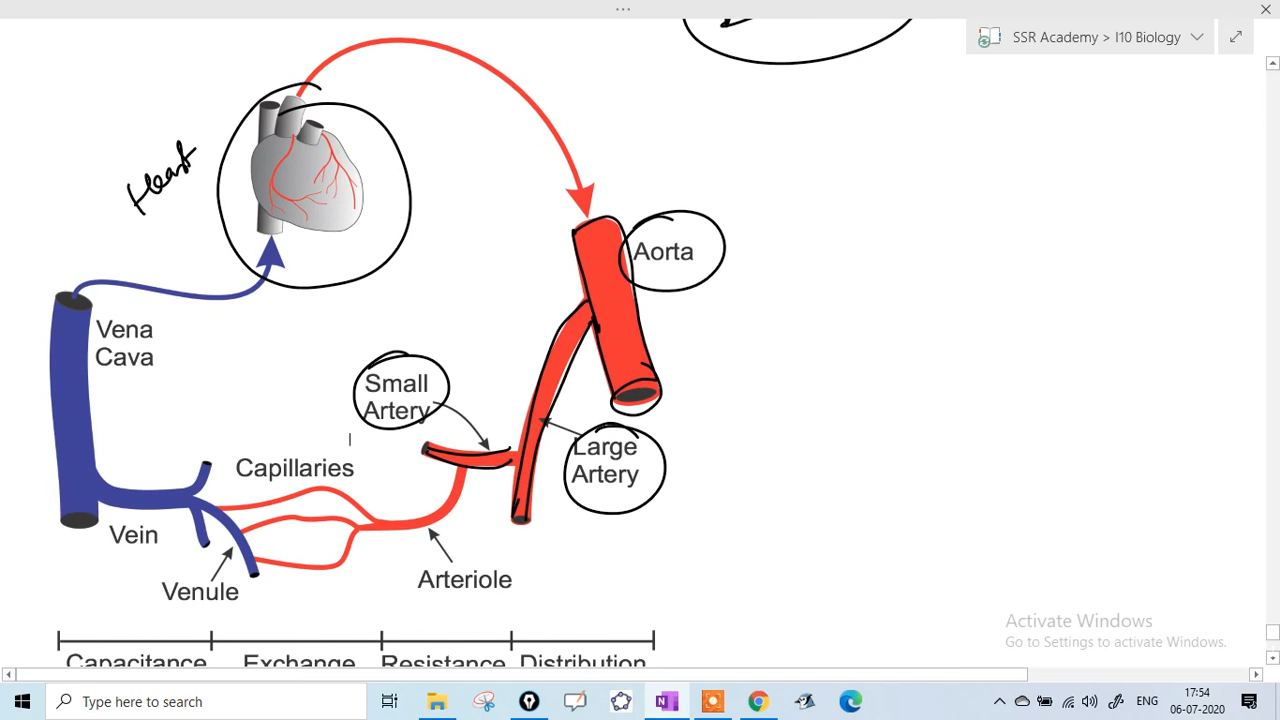 SSR Academy > I10 Biology
Heart
Aorta
Vena
Cava
Small
Artery
Large
Artery
Capillaries
Vein
Arteriole
Venule
Activate Windows
Go to Settings to activate Windows.
Capacitance
Exchange
Resistance
Distribution
Type here to search
ENG
17:54
06-07-2020